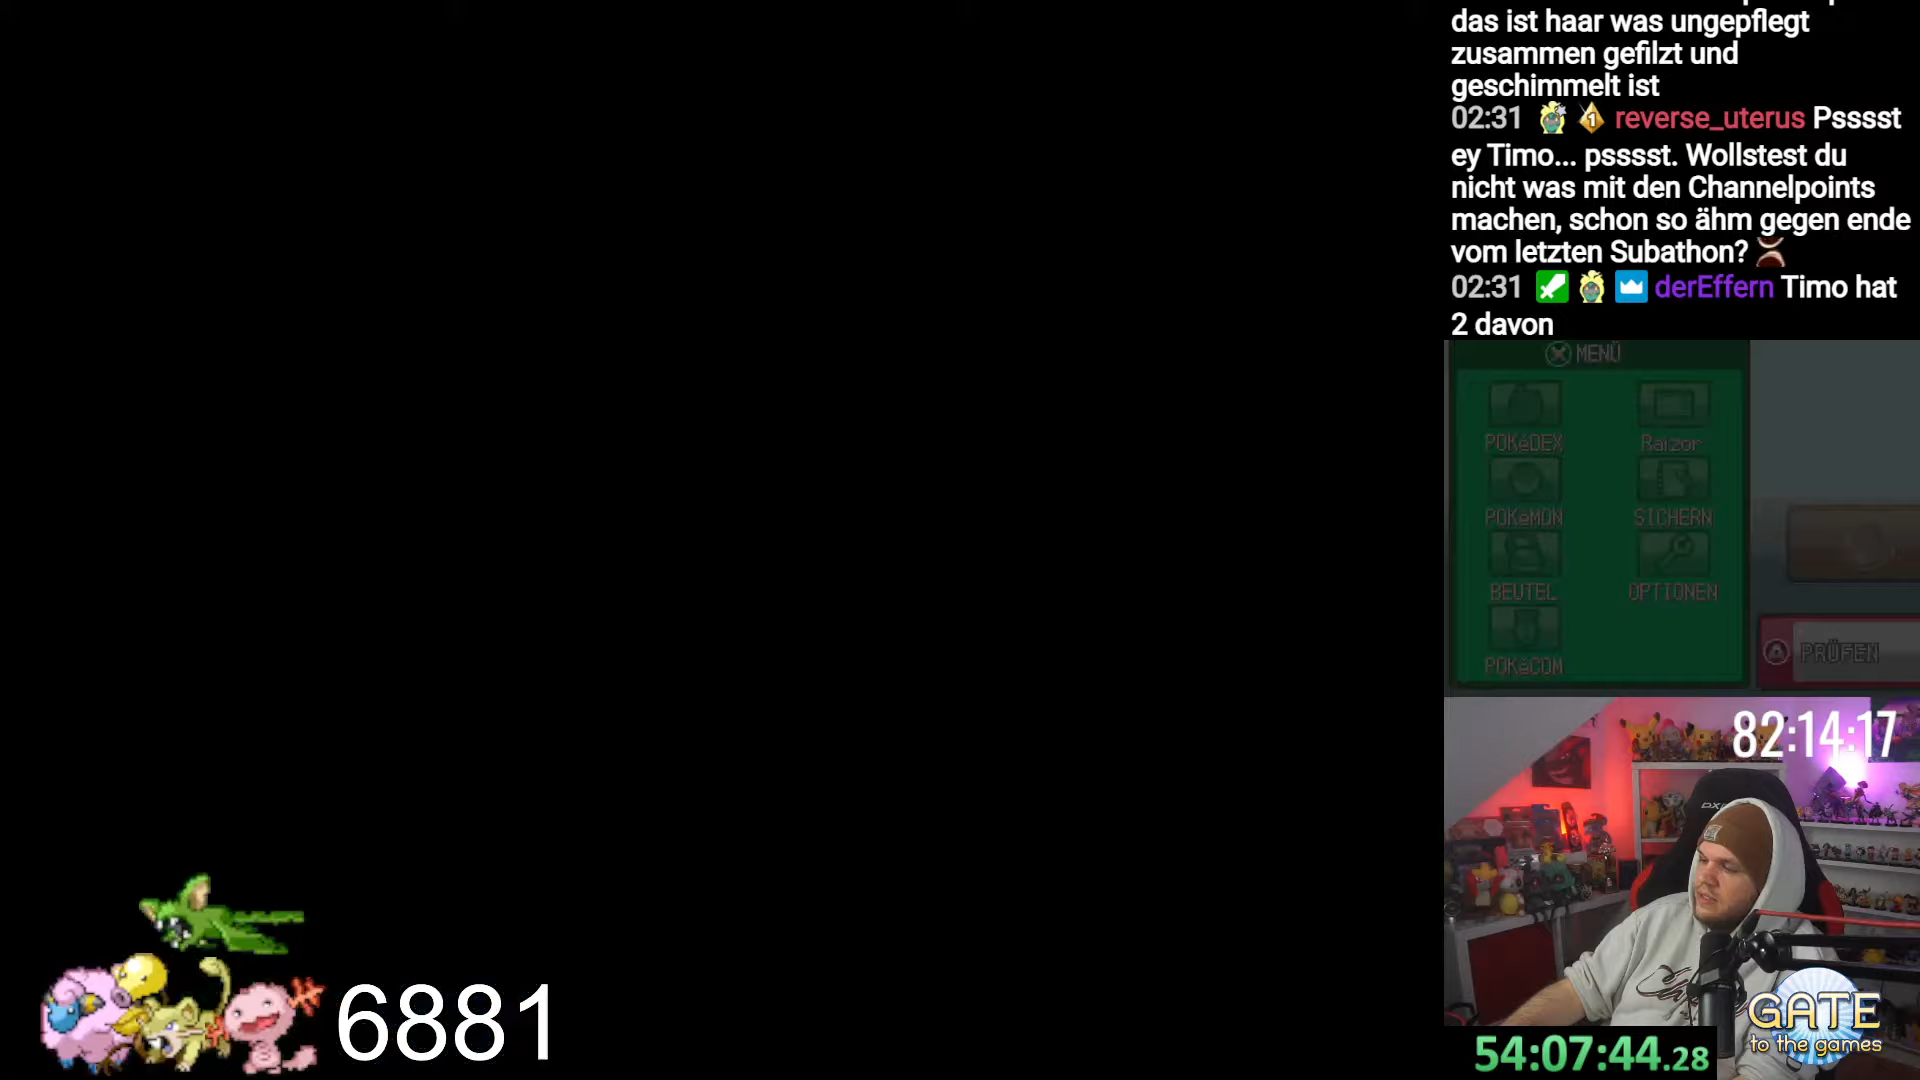 das ist haar was ungepflegt
zusammen gefilzt und
geschimmelt ist
02:31 reverse_uterus Psssst
ey Timo... psssst. Wollstest du
nicht was mit den Channelpoints
machen, schon so ähm gegen ende
vom letzten Subathon?
02:31 derEffern Timo hat
2 davon
MENÜ
POKéDEX
Raizor
POKéMON
SICHERN
BEUTEL
OPTIONEN
POKéCOM
PRÜFEN
82:14:17
DX
6881
GATE
to the games
54:07:44.28